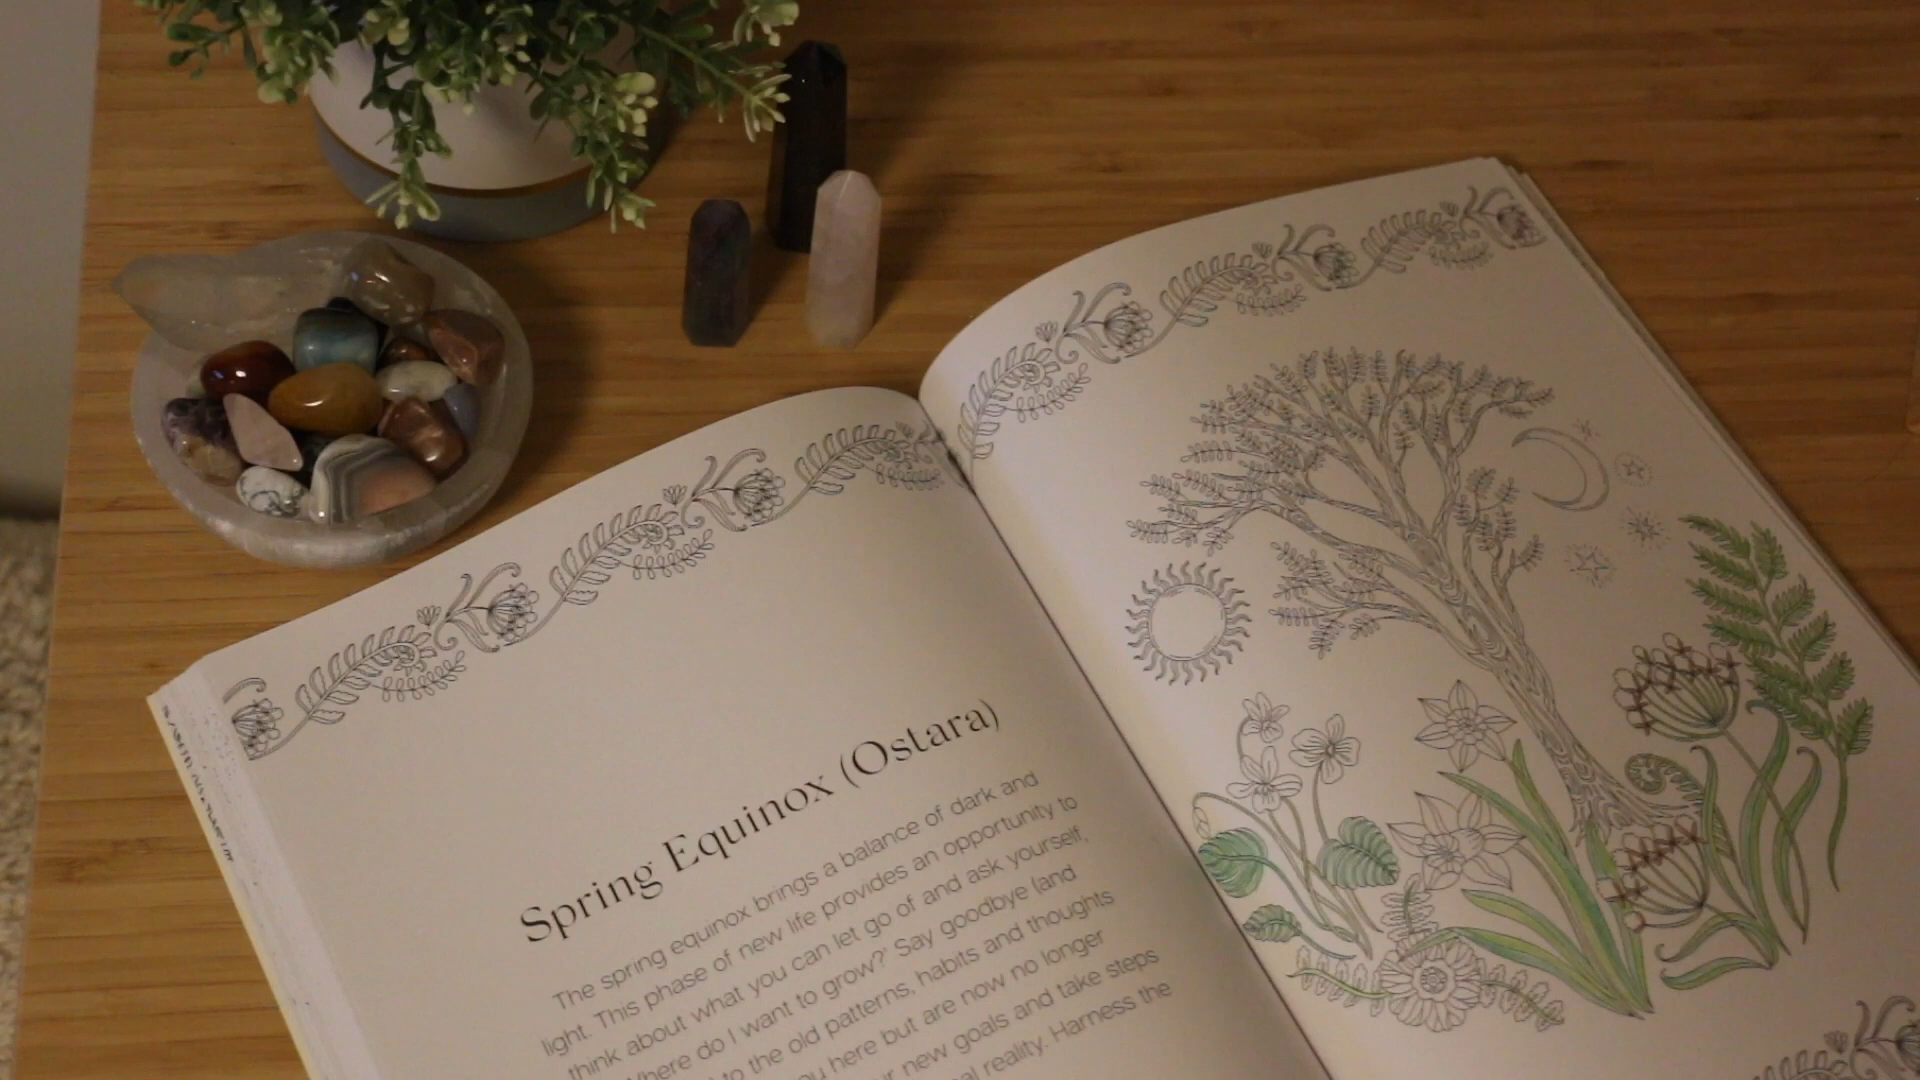 Spring Equinox (Ostara)
The spring equinox brings a balance of dark and
light. This phase of new life provides an opportunity to
think about what you can let go of and ask yourself,
Where do I want to grow?' Say goodbye (and
to the old patterns, habits and thoughts
you here but are now no longer
new goals and take steps
reality. Harness the